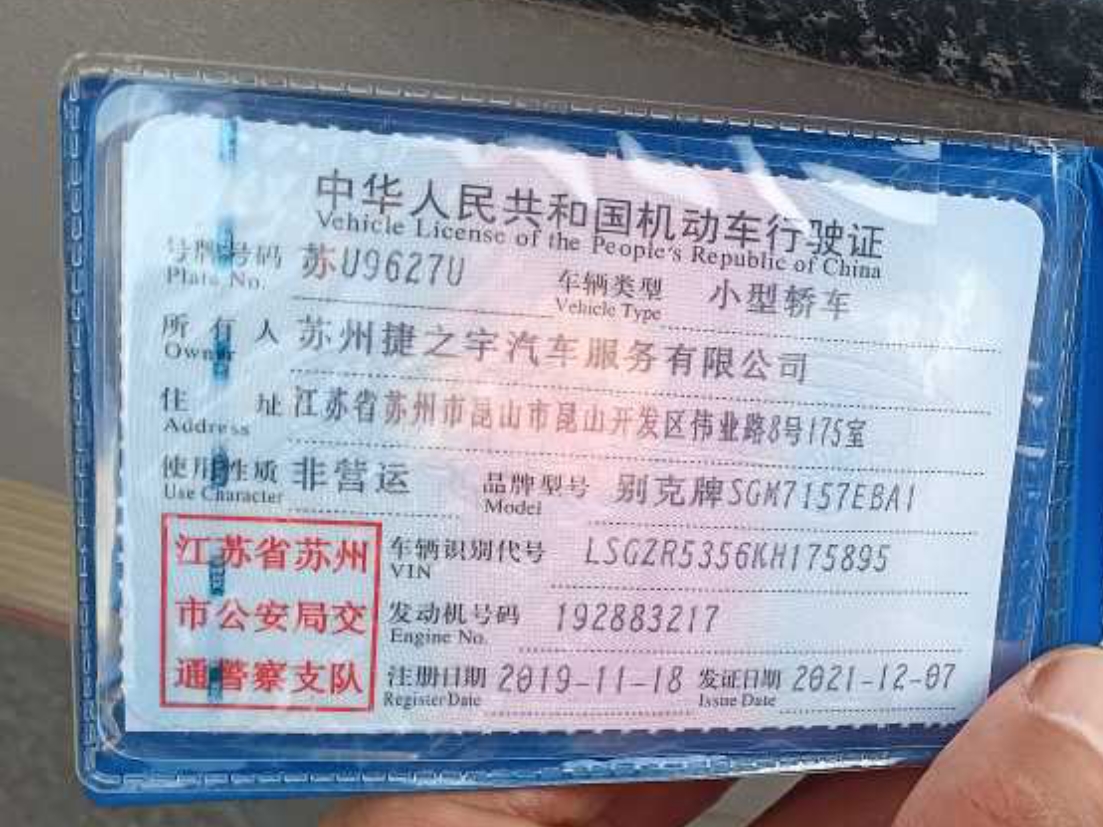 中华人民共和国机动车行驶证
Vehicle License of the People's Republic of China
号牌号码 苏U9627U 车辆类型 小型轿车
Plate No. Vehicle Type
所有人 苏州捷之宇汽车服务有限公司
Owner
住址 江苏省苏州市昆山市昆山开发区伟业路8号175室
Address
使用性质 非营运 品牌型号 别克牌SGM7157EBA1
Use Character Model
江苏省苏州 车辆识别代号 LSGZR5356KH175895
VIN
市公安局交 发动机号码 192883217
Engine No.
通警察支队 注册日期 2019-11-18 发证日期 2021-12-07
Register Date Issue Date